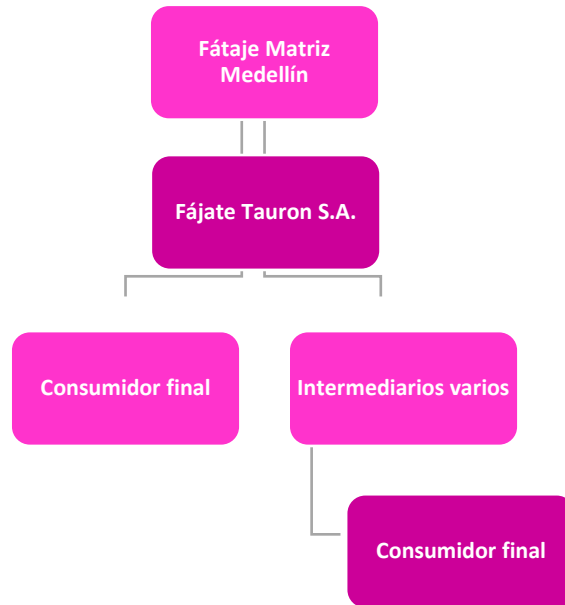 Fátaje Matriz
Medellín
Fájate Tauron S.A.
Consumidor final
Intermediarios varios
Consumidor final